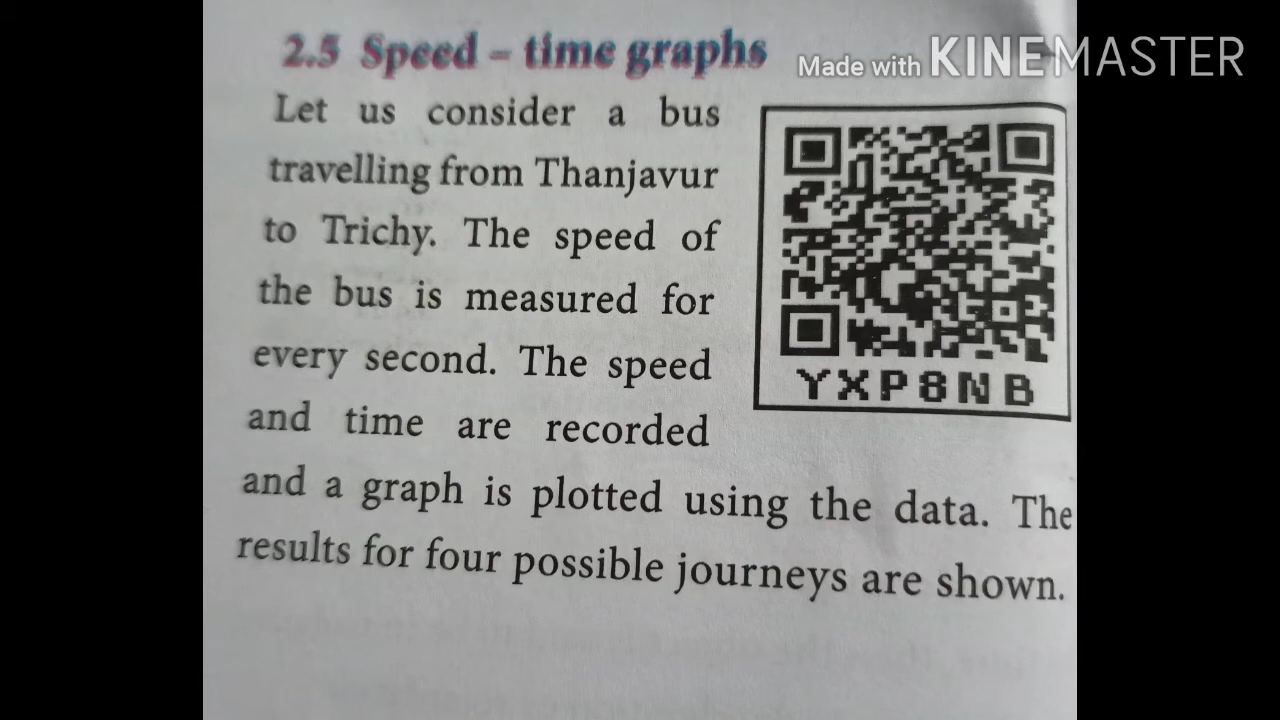 2.5 Speed – time graphs
Made with KINEMASTER
Let us consider a bus
travelling from Thanjavur
to Trichy. The speed of
the bus is measured for
every second. The speed
and time are recorded
YXP8NB
and a graph is plotted using the data. The
results for four possible journeys are shown.